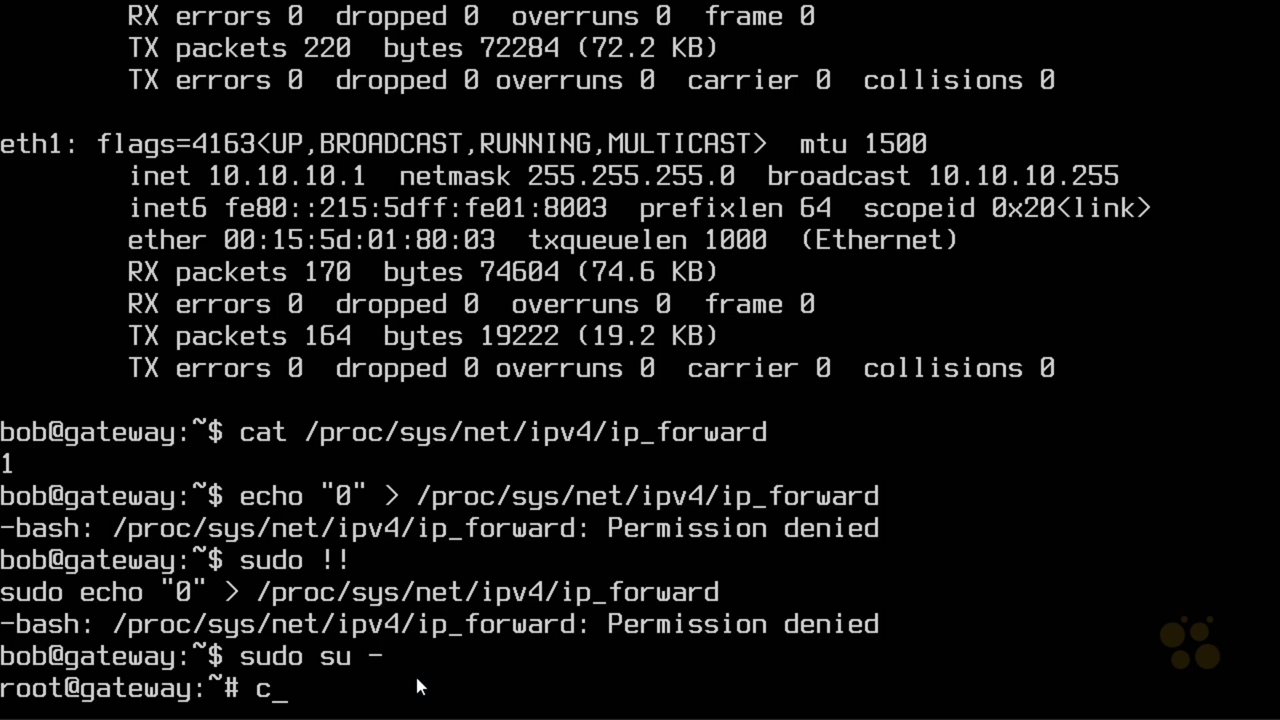 RX errors 0  dropped 0  overruns 0  frame 0
TX packets 220  bytes 72284 (72.2 KB)
TX errors 0  dropped 0 overruns 0  carrier 0  collisions 0
eth1: flags=4163<UP,BROADCAST,RUNNING,MULTICAST>  mtu 1500
inet 10.10.10.1  netmask 255.255.255.0  broadcast 10.10.10.255
inet6 fe80::215:5dff:fe01:8003  prefixlen 64  scopeid 0x20<link>
ether 00:15:5d:01:80:03  txqueuelen 1000  (Ethernet)
RX packets 170  bytes 74604 (74.6 KB)
RX errors 0  dropped 0  overruns 0  frame 0
TX packets 164  bytes 19222 (19.2 KB)
TX errors 0  dropped 0 overruns 0  carrier 0  collisions 0
bob@gateway:~$ cat /proc/sys/net/ipv4/ip_forward
1
bob@gateway:~$ echo "0" > /proc/sys/net/ipv4/ip_forward
-bash: /proc/sys/net/ipv4/ip_forward: Permission denied
bob@gateway:~$ sudo !!
sudo echo "0" > /proc/sys/net/ipv4/ip_forward
-bash: /proc/sys/net/ipv4/ip_forward: Permission denied
bob@gateway:~$ sudo su -
root@gateway:~# c_